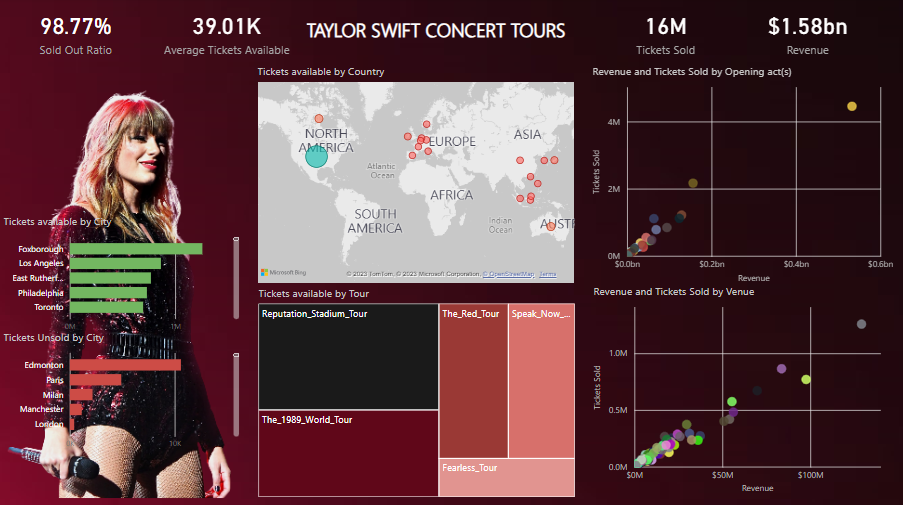 98.77%
Sold Out Ratio
39.01K
Average Tickets Available
TAYLOR SWIFT CONCERT TOURS
16M
Tickets Sold
$1.58bn
Revenue
Tickets available by Country
NORTH
AMERICA
EUROPE
ASIA
Atlantic
Ocean
AFRICA
SOUTH
AMERICA
Indian
Ocean
AUSTR
Microsoft Bing
© 2023 TomTom, © 2023 Microsoft Corporation, © OpenStreetMap Terms
Revenue and Tickets Sold by Opening act(s)
Tickets Sold
4M
2M
0M
$0.0bn
$0.2bn
$0.4bn
$0.6bn
Revenue
Tickets available by City
Foxborough
Los Angeles
East Rutherf...
Philadelphia
Toronto
0M
1M
Tickets Unsold by City
Edmonton
Paris
Milan
Manchester
London
10K
Tickets available by Tour
Reputation_Stadium_Tour
The_1989_World_Tour
The_Red_Tour
Speak_Now_...
Fearless_Tour
Revenue and Tickets Sold by Venue
Tickets Sold
1.0M
0.5M
0.0M
$0M
$50M
$100M
Revenue